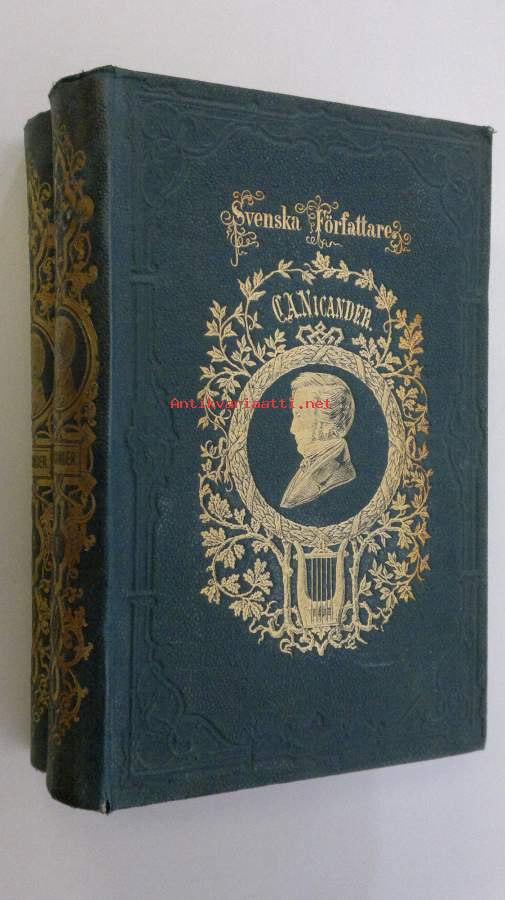 Svenska Författare
C.A.NICANDER.
Antikvariaatti.net